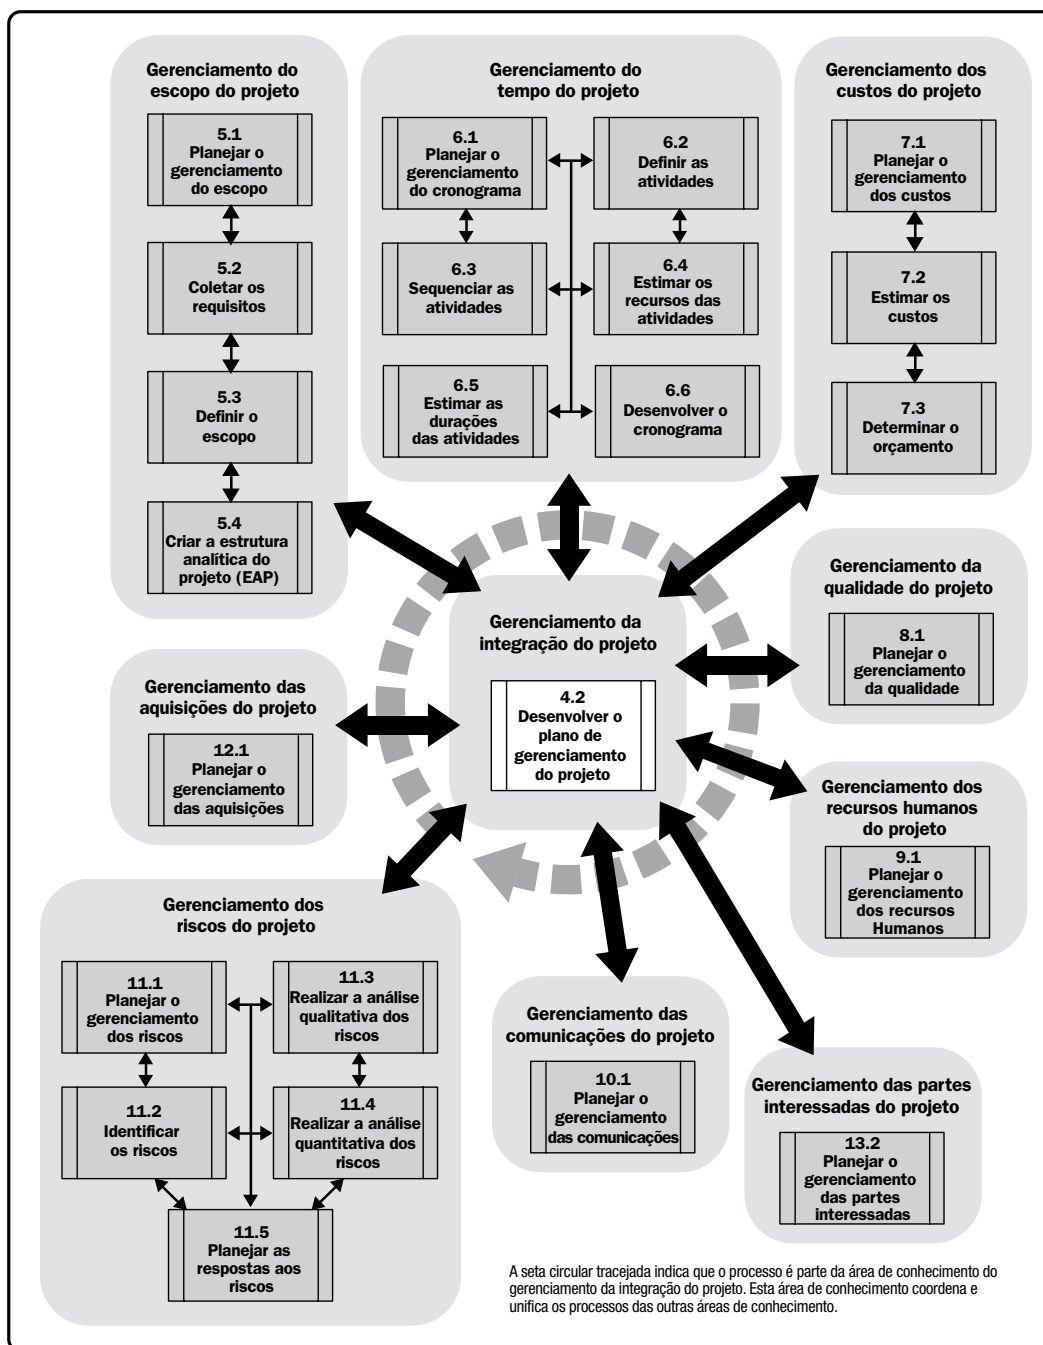 Gerenciamento do
escopo do projeto
5.1
Planejar o
gerenciamento
do escopo
5.2
Coletar os
requisitos
5.3
Definir o
escopo
5.4
Criar a estrutura
analítica do
projeto (EAP)
Gerenciamento do
tempo do projeto
6.1
Planejar o
gerenciamento
do cronograma
6.2
Definir as
atividades
6.3
Sequenciar as
atividades
6.4
Estimar os
recursos das
atividades
6.5
Estimar as
durações
das atividades
6.6
Desenvolver o
cronograma
Gerenciamento dos
custos do projeto
7.1
Planejar o
gerenciamento
dos custos
7.2
Estimar os
custos
7.3
Determinar o
orçamento
Gerenciamento da
qualidade do projeto
8.1
Planejar o
gerenciamento
da qualidade
Gerenciamento da
integração do projeto
4.2
Desenvolver o
plano de
gerenciamento
do projeto
Gerenciamento das
aquisições do projeto
12.1
Planejar o
gerenciamento
das aquisições
Gerenciamento dos
recursos humanos
do projeto
9.1
Planejar o
gerenciamento
dos recursos
Humanos
Gerenciamento dos
riscos do projeto
11.1
Planejar o
gerenciamento
dos riscos
11.3
Realizar a análise
qualitativa dos
riscos
11.2
Identificar
os riscos
11.4
Realizar a análise
quantitativa dos
riscos
11.5
Planejar as
respostas aos
riscos
Gerenciamento das
comunicações do projeto
10.1
Planejar o
gerenciamento
das comunicações
Gerenciamento das partes
interessadas do projeto
13.2
Planejar o
gerenciamento
das partes
interessadas
A seta circular tracejada indica que o processo é parte da área de conhecimento do
gerenciamento da integração do projeto. Esta área de conhecimento coordena e
unifica os processos das outras áreas de conhecimento.